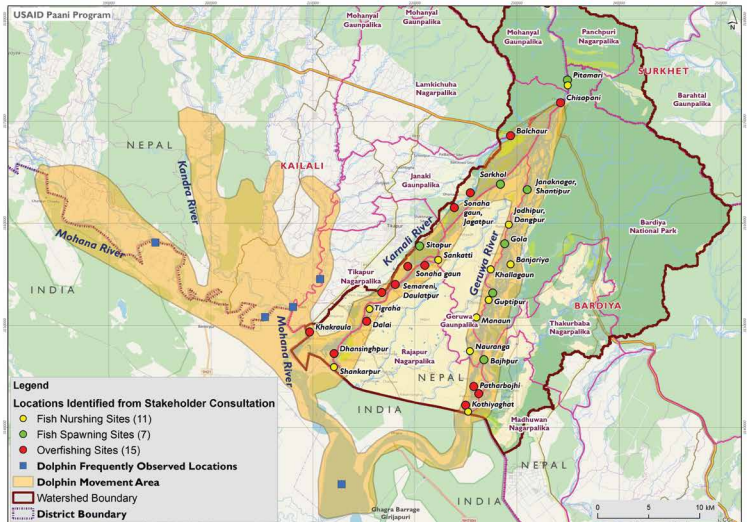 USAID Paani Program
Mohanyal
Gaunpalika
Mohanyal
Gaunpalika
Mohanyal
Gaunpalika
Panchpuri
Nagarpalika
N
Pitamari
SURKHET
Lamkichuha
Nagarpalika
Chisapani
Barahtal
Gaunpalika
NEPAL
Balchaur
KAILALI
Kandra River
Janaki
Gaunpalika
Sarkhol
Janaknagar,
Shantipur
Sonaha
gaun,
Jagatpur
Jodhipur,
Dangpur
Bardiya
National Park
Mohana River
Karnali River
Sitapur
Gola
Sankatti
Geruwa River
Banjariya
Tikapur
Nagarpalika
Sonaha gaun
Khallagaun
INDIA
Semareni,
Daulatpur
Guptipur
BARDIYA
Tigraha
Manaun
Geruwa
Gaunpalika
Thakurbaba
Nagarpalika
Khakraula
Dalai
Mohana River
Dhansinghpur
Rajapur
Nagarpalika
Nauranga
Bajhpur
Shankarpur
NEPAL
Patharbojhi
INDIA
Kothiyaghat
Madhuwan
Nagarpalika
NEPAL
INDIA
Ghagra Barrage
Girijapuri
Legend
Locations Identified from Stakeholder Consultation
Fish Nurshing Sites (11)
Fish Spawning Sites (7)
Overfishing Sites (15)
Dolphin Frequently Observed Locations
Dolphin Movement Area
Watershed Boundary
District Boundary
0 5 10 kM